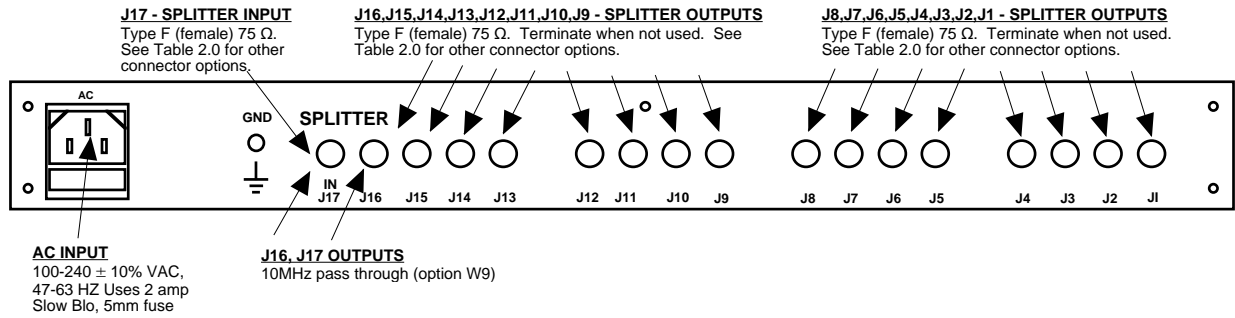 J17 - SPLITTER INPUT
Type F (female) 75 Ω.
See Table 2.0 for other
connector options.
J16,J15,J14,J13,J12,J11,J10,J9 - SPLITTER OUTPUTS
Type F (female) 75 Ω. Terminate when not used. See
Table 2.0 for other connector options.
J8,J7,J6,J5,J4,J3,J2,J1 - SPLITTER OUTPUTS
Type F (female) 75 Ω. Terminate when not used.
See Table 2.0 for other connector options.
AC
GND
SPLITTER
IN
J17 J16 J15 J14 J13 J12 J11 J10 J9 J8 J7 J6 J5 J4 J3 J2 JI
AC INPUT
100-240 ± 10% VAC,
47-63 HZ Uses 2 amp
Slow Blo, 5mm fuse
J16, J17 OUTPUTS
10MHz pass through (option W9)